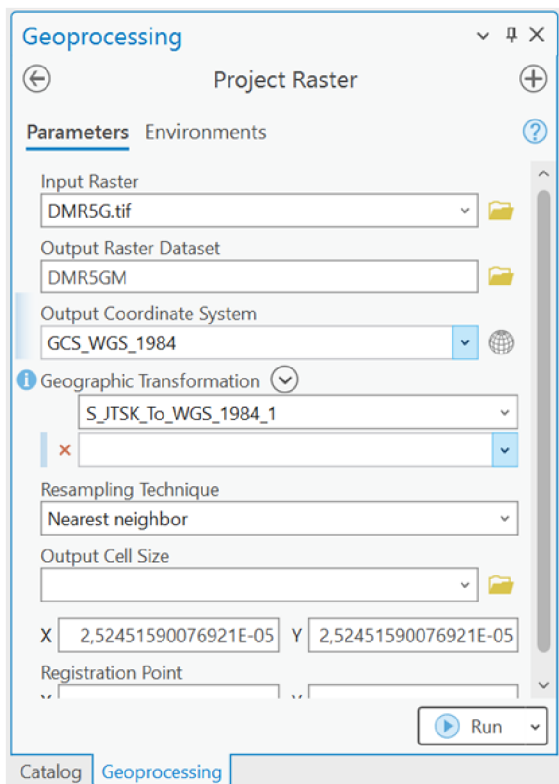 Geoprocessing
Project Raster
Parameters Environments
Input Raster
DMR5G.tif
Output Raster Dataset
DMR5GM
Output Coordinate System
GCS_WGS_1984
Geographic Transformation
S_JTSK_To_WGS_1984_1
Resampling Technique
Nearest neighbor
Output Cell Size
X 2,52451590076921E-05 Y 2,52451590076921E-05
Registration Point
X Y
Run
Catalog Geoprocessing